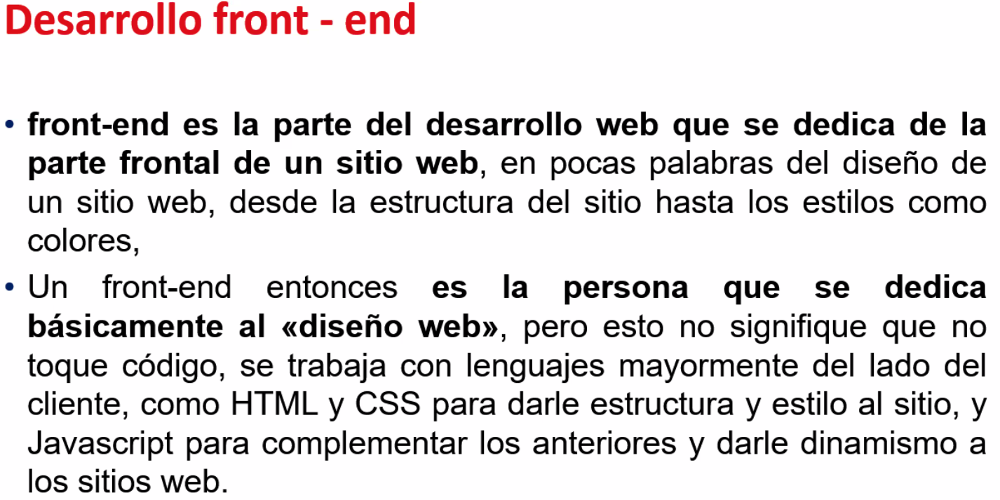 Desarrollo front - end
• front-end es la parte del desarrollo web que se dedica de la
parte frontal de un sitio web, en pocas palabras del diseño de
un sitio web, desde la estructura del sitio hasta los estilos como
colores,
• Un front-end entonces es la persona que se dedica
básicamente al «diseño web», pero esto no signifique que no
toque código, se trabaja con lenguajes mayormente del lado del
cliente, como HTML y CSS para darle estructura y estilo al sitio, y
Javascript para complementar los anteriores y darle dinamismo a
los sitios web.